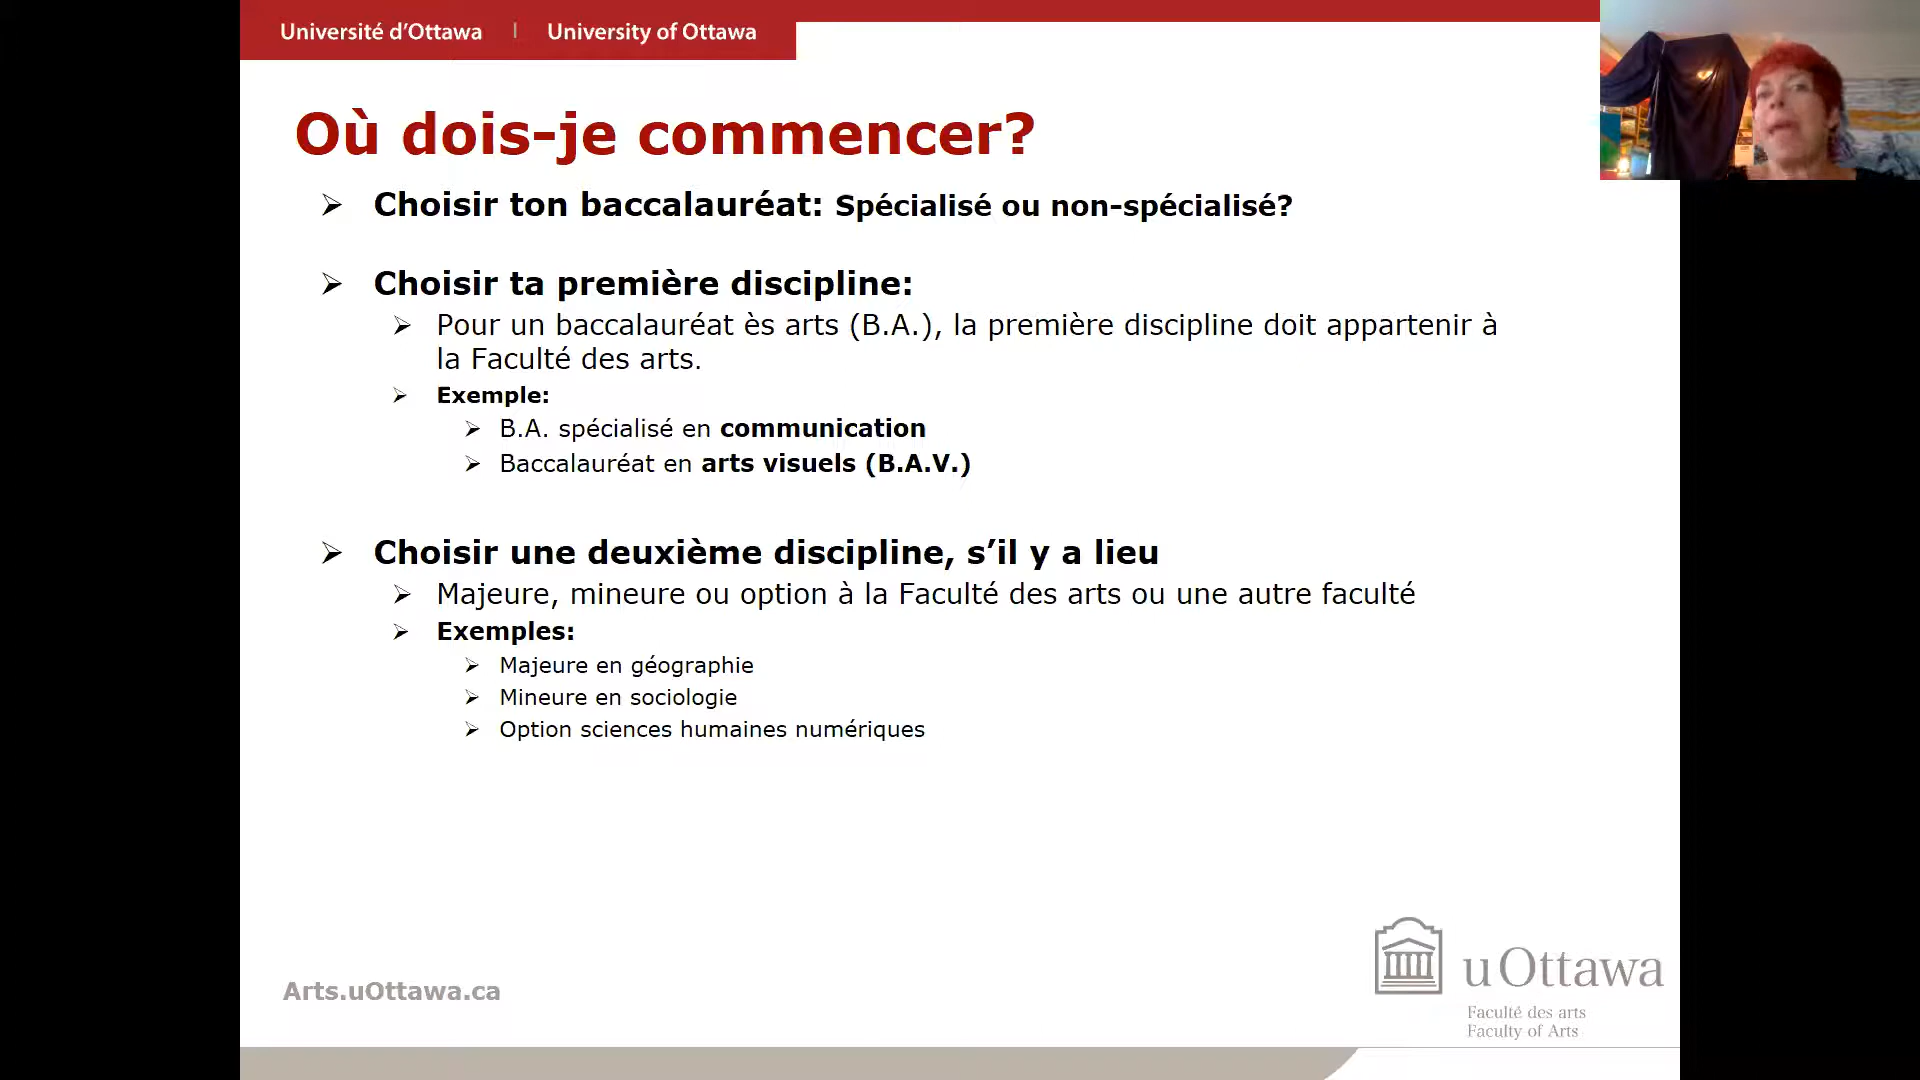 Université d’Ottawa | University of Ottawa
Où dois-je commencer?
Choisir ton baccalauréat: Spécialisé ou non-spécialisé?
Choisir ta première discipline:
Pour un baccalauréat ès arts (B.A.), la première discipline doit appartenir à
la Faculté des arts.
Exemple:
B.A. spécialisé en communication
Baccalauréat en arts visuels (B.A.V.)
Choisir une deuxième discipline, s’il y a lieu
Majeure, mineure ou option à la Faculté des arts ou une autre faculté
Exemples:
Majeure en géographie
Mineure en sociologie
Option sciences humaines numériques
Arts.uOttawa.ca
uOttawa
Faculté des arts
Faculty of Arts